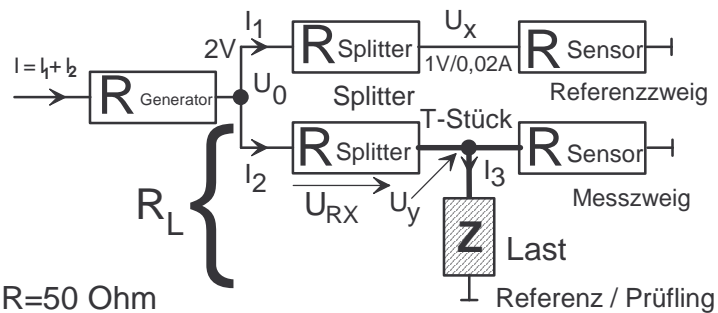 I = I₁+ I₂
R Generator
2V
I₁
U₀
R Splitter
Uₓ
1V/0,02A
R Sensor
Splitter
Referenzzweig
T-Stück
R Splitter
R Sensor
I₂
I₃
U_RX
U_y
Messzweig
R_L
Z
Last
R=50 Ohm
Referenz / Prüfling